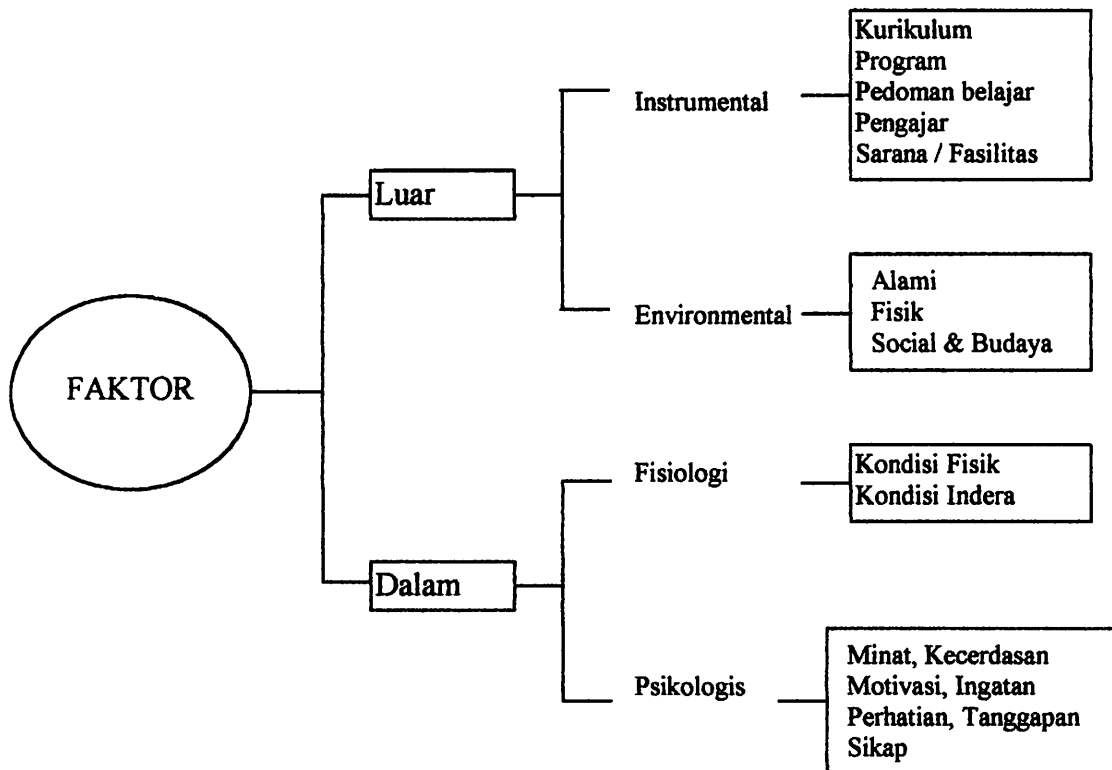 FAKTOR
Luar
Instrumental
Kurikulum
Program
Pedoman belajar
Pengajar
Sarana / Fasilitas
Environmental
Alami
Fisik
Social & Budaya
Dalam
Fisiologi
Kondisi Fisik
Kondisi Indera
Psikologis
Minat, Kecerdasan
Motivasi, Ingatan
Perhatian, Tanggapan
Sikap